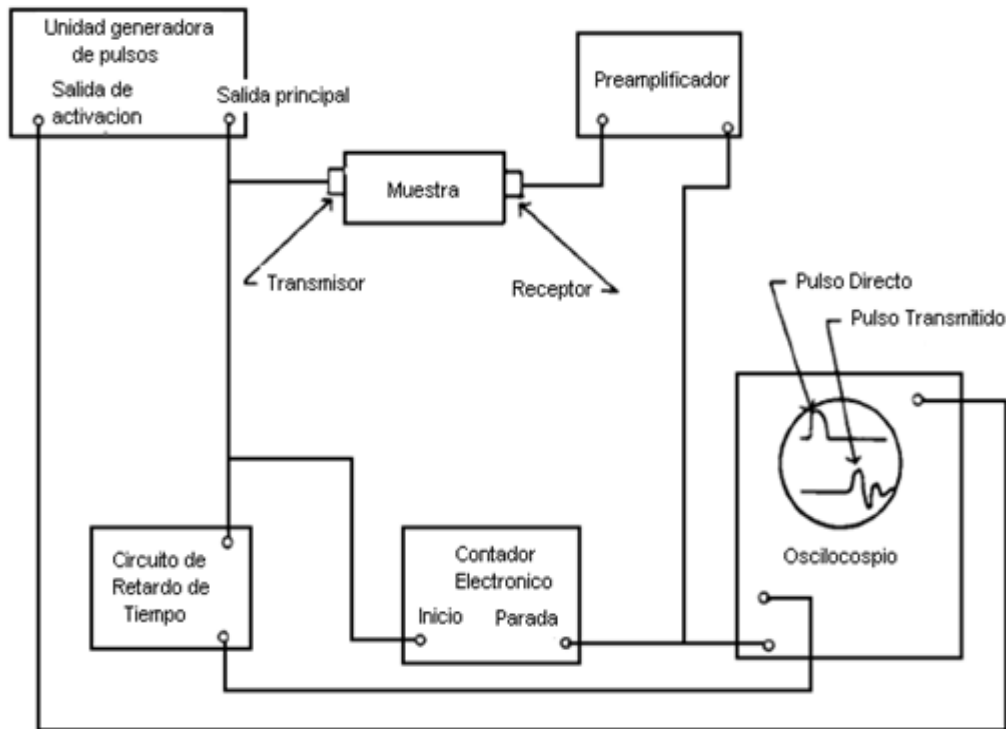 Unidad generadora
de pulsos
Salida de
activacion
Salida principal
Preamplificador
Muestra
Transmisor
Receptor
Pulso Directo
Pulso Transmitido
Oscilocospio
Circuito de
Retardo de
Tiempo
Contador
Electronico
Inicio
Parada